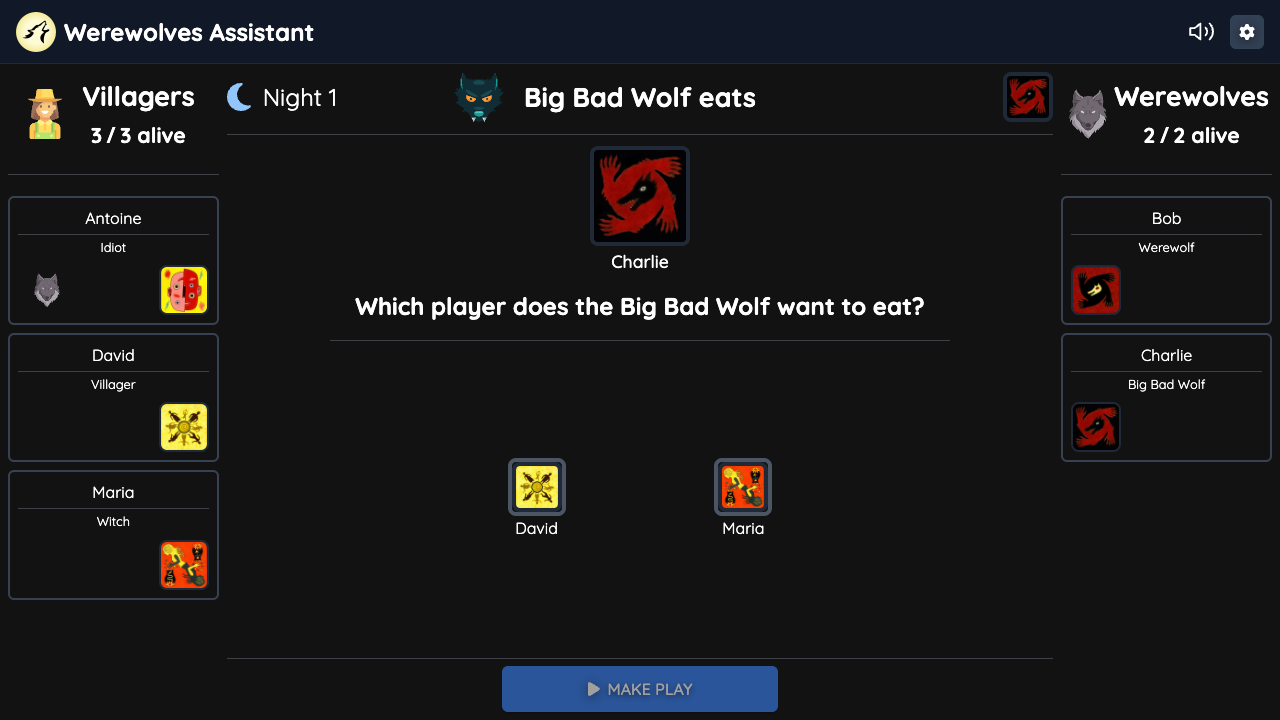 Werewolves Assistant
Villagers
3 / 3 alive
Night 1
Big Bad Wolf eats
Werewolves
2 / 2 alive
Antoine
Idiot
David
Villager
Maria
Witch
Charlie
Which player does the Big Bad Wolf want to eat?
David
Maria
MAKE PLAY
Bob
Werewolf
Charlie
Big Bad Wolf